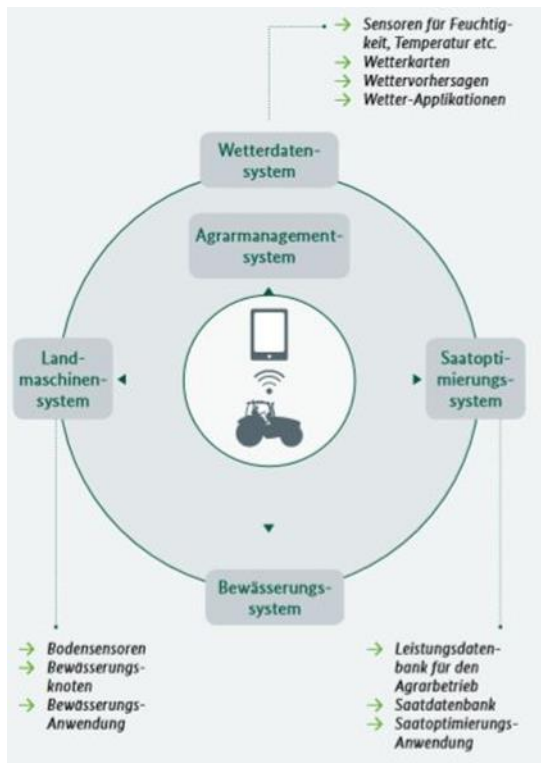 → Sensoren für Feuchtig-
keit, Temperatur etc.
→ Wetterkarten
→ Wettervorhersagen
→ Wetter-Applikationen
Wetterdaten-
system
Agrarmanagement-
system
Land-
maschinen-
system
Saatopti-
mierungs-
system
Bewässerungs-
system
→ Bodensensoren
→ Bewässerungs-
knoten
→ Bewässerungs-
Anwendung
→ Leistungsdaten-
bank für den
Agrarbetrieb
→ Saatdatenbank
→ Saatoptimierungs-
Anwendung